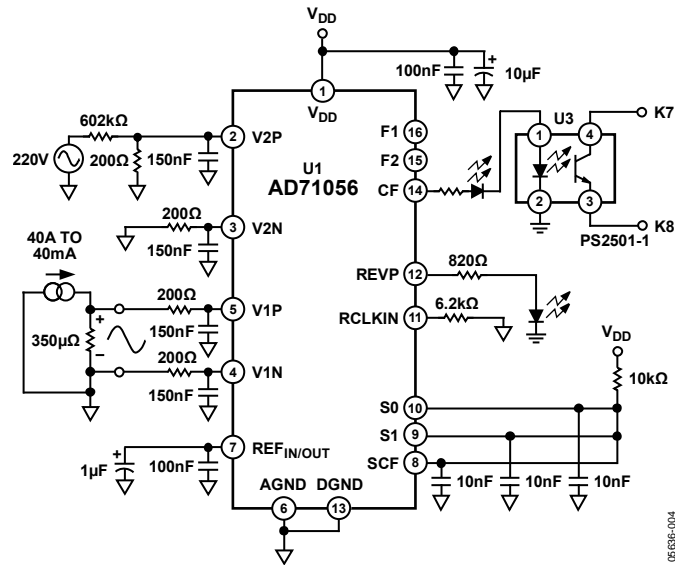 VDD
100nF
10µF
1
VDD
602kΩ
220V
200Ω
150nF
2 V2P
U1
AD71056
F1 16
F2 15
CF 14
U3
1
4
K7
2
3
K8
PS2501-1
200Ω
150nF
3 V2N
40A TO
40mA
350µΩ
+
−
200Ω
150nF
5 V1P
200Ω
150nF
4 V1N
REVP 12
820Ω
RCLKIN 11
6.2kΩ
VDD
10kΩ
S0 10
S1 9
SCF 8
10nF
10nF
10nF
+
1µF
100nF
7 REFIN/OUT
AGND DGND
6
13
+
05636-004